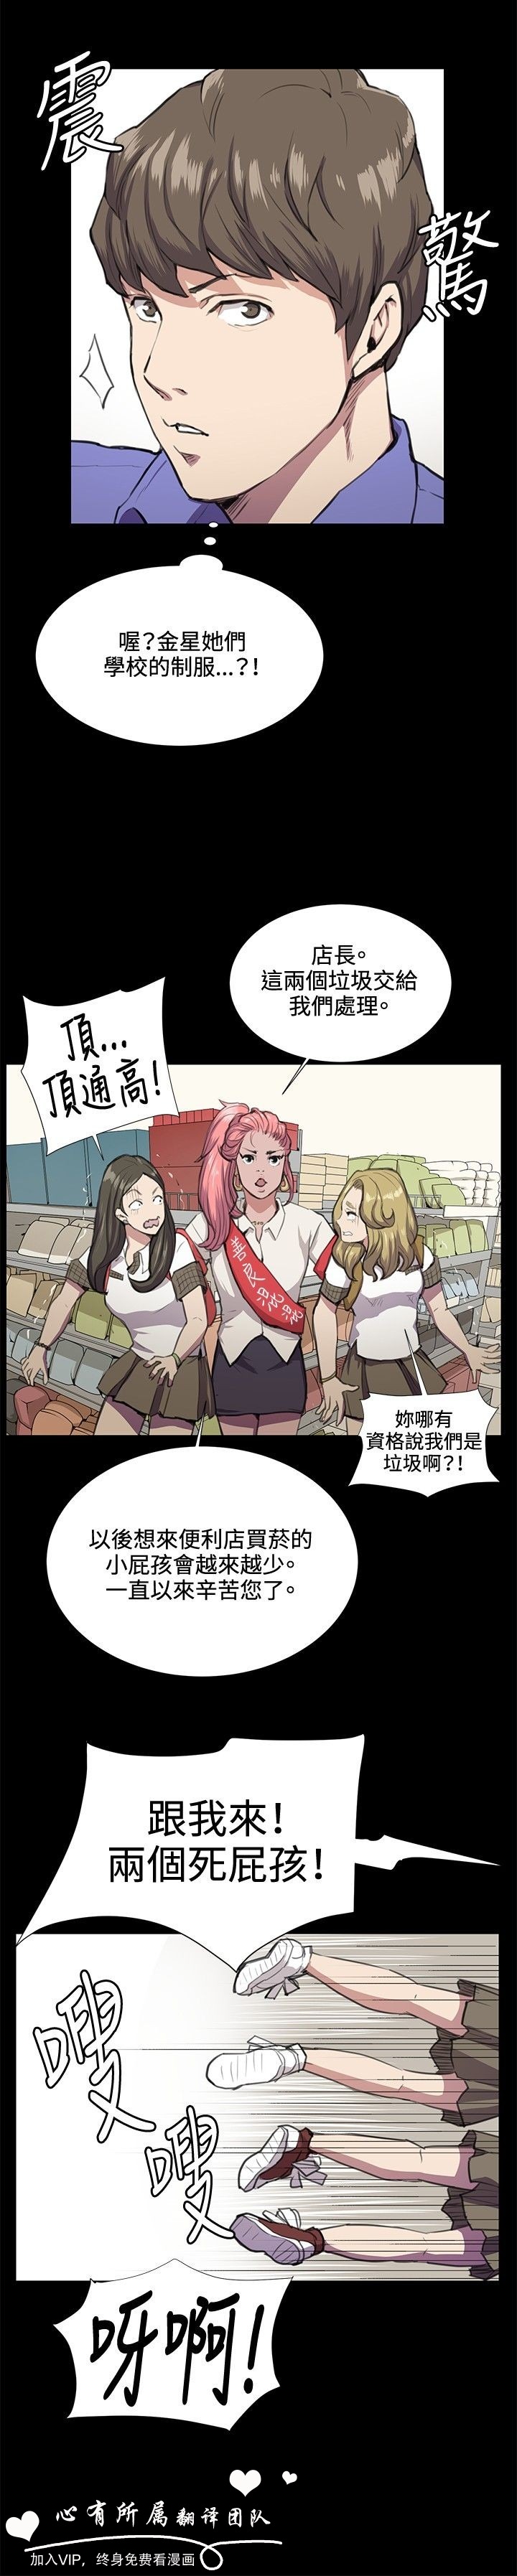 震
驚
喔？金星她們
學校的制服...？！
店長。
這兩個垃圾交給
我們處理。
頂...
頂通高！
善良混混
妳哪有
資格說我們是
垃圾啊？！
以後想來便利店買菸的
小屁孩會越來越少。
一直以來辛苦您了。
跟我來！
兩個死屁孩！
嗖
嗖
呀啊！
心有所属翻译团队
加入VIP，终身免费看漫画